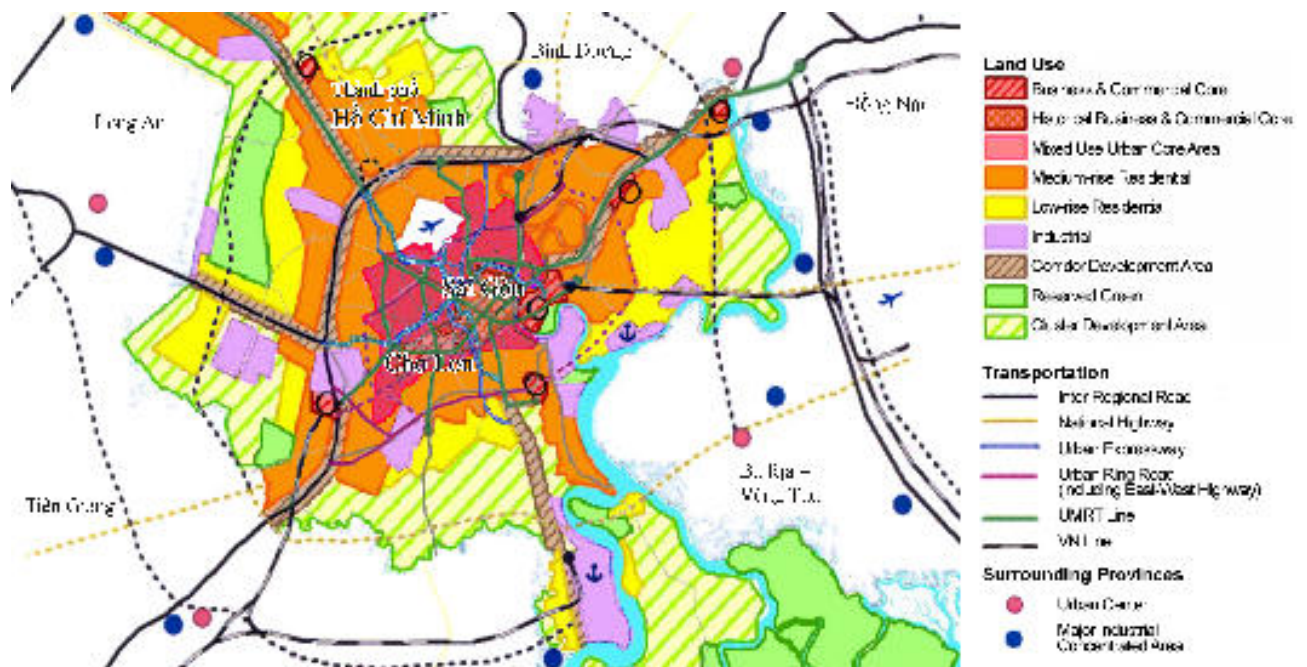 Bình Dương
Thành phố
Hồ Chí Minh
Long An
Đồng Nai
Sài Gòn
Chợ Lớn
Tiền Giang
Bà Rịa –
Vũng Tàu
Land Use
Business & Commercial Core
Historical Business & Commercial Core
Mixed Use Urban Core Area
Medium-rise Residential
Low-rise Residential
Industrial
Corridor Development Area
Reserved Green
Cluster Development Area
Transportation
Inter Regional Road
National Highway
Urban Expressway
Urban Ring Road
(including East-West Highway)
UMRT Line
VN Line
Surrounding Provinces
Urban Center
Major Industrial
Concentrated Area